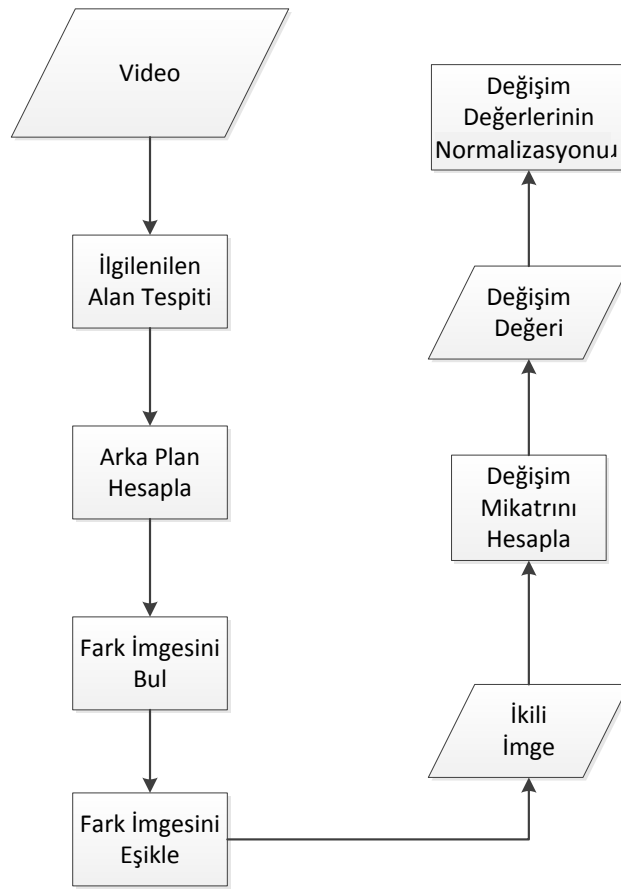 Video
İlgilenilen
Alan Tespiti
Arka Plan
Hesapla
Fark İmgesini
Bul
Fark İmgesini
Eşikle
İkili
İmge
Değişim
Mikatrını
Hesapla
Değişim
Değeri
Değişim
Değerlerinin
Normalizasyonu